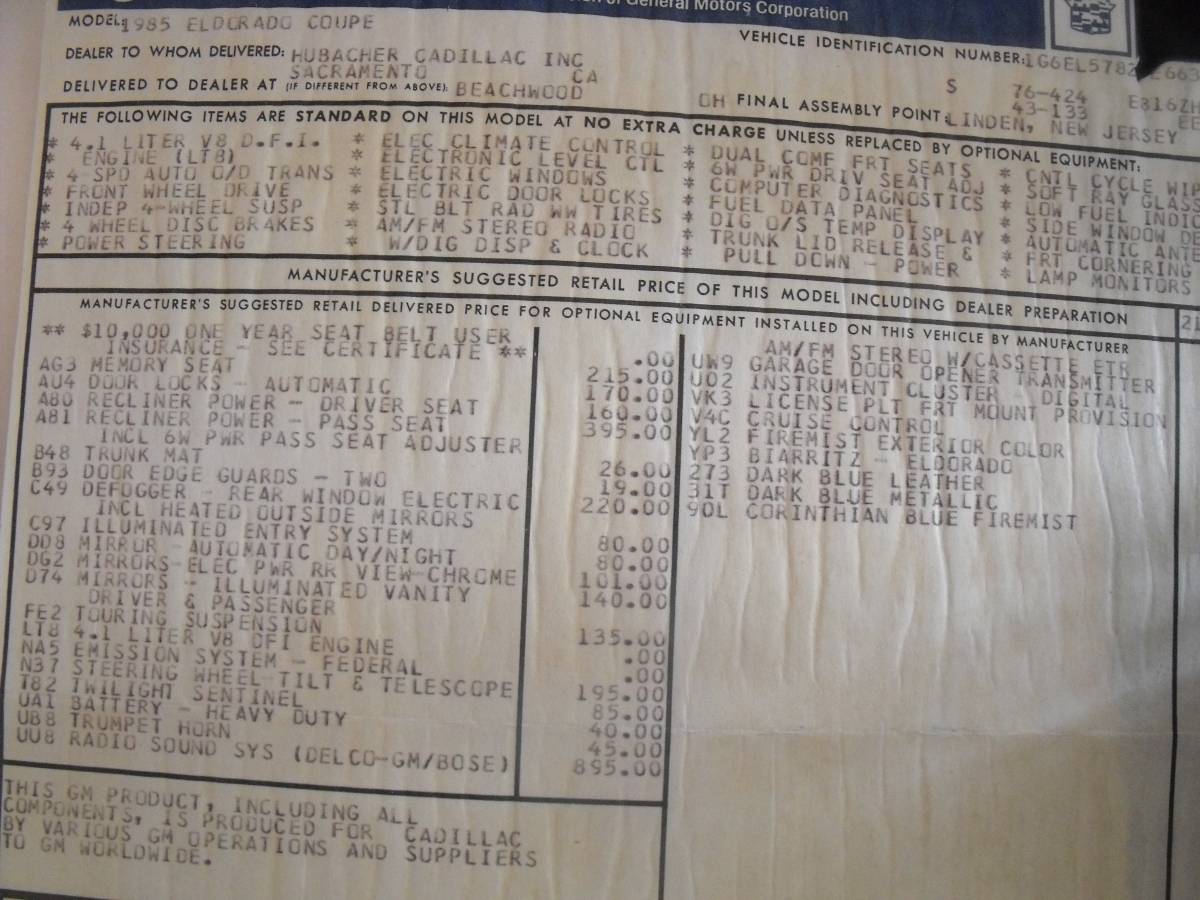 of General Motors Corporation
MODEL: 1985 ELDORADO COUPE
VEHICLE IDENTIFICATION NUMBER:
DEALER TO WHOM DELIVERED: HUBACHER CADILLAC INC
SACRAMENTO CA
S 76-424
DELIVERED TO DEALER AT (IF DIFFERENT FROM ABOVE): BEACHWOOD OH
43-133
FINAL ASSEMBLY POINT: LINDEN, NEW JERSEY
THE FOLLOWING ITEMS ARE STANDARD ON THIS MODEL AT NO EXTRA CHARGE UNLESS REPLACED BY OPTIONAL EQUIPMENT:
* 4.1 LITER V8 D.F.I.
* ENGINE (LT8)
* 4-SPD AUTO O/D TRANS
* FRONT WHEEL DRIVE
* INDEP 4-WHEEL SUSP
* 4 WHEEL DISC BRAKES
* POWER STEERING
* ELEC CLIMATE CONTROL
* ELECTRONIC LEVEL CTL
* ELECTRIC WINDOWS
* ELECTRIC DOOR LOCKS
* STL BLT RAD WW TIRES
* AM/FM STEREO RADIO
* W/DIG DISP & CLOCK
* DUAL COMF FRT SEATS
* 6W PWR DRIV SEAT ADJ
* COMPUTER DIAGNOSTICS
* FUEL DATA PANEL
* DIG O/S TEMP DISPLAY
* TRUNK LID RELEASE &
* PULL DOWN - POWER
* CNTL CYCLE
* SOFT RAY GLASS
* LOW FUEL
* SIDE WINDOW
* AUTOMATIC
* FRT CORNERING
* LAMP MONITORS
MANUFACTURER'S SUGGESTED RETAIL PRICE OF THIS MODEL INCLUDING DEALER PREPARATION
MANUFACTURER'S SUGGESTED RETAIL DELIVERED PRICE FOR OPTIONAL EQUIPMENT INSTALLED ON THIS VEHICLE BY MANUFACTURER
** $10,000 ONE YEAR SEAT BELT USER
INSURANCE - SEE CERTIFICATE ** .00
AG3 MEMORY SEAT 215.00
AU4 DOOR LOCKS - AUTOMATIC 170.00
A80 RECLINER POWER - DRIVER SEAT 160.00
A81 RECLINER POWER - PASS SEAT 395.00
INCL 6W PWR PASS SEAT ADJUSTER
B48 TRUNK MAT 26.00
B93 DOOR EDGE GUARDS - TWO 19.00
C49 DEFOGGER - REAR WINDOW ELECTRIC 220.00
INCL HEATED OUTSIDE MIRRORS
C97 ILLUMINATED ENTRY SYSTEM 80.00
DD8 MIRROR - AUTOMATIC DAY/NIGHT 80.00
DG2 MIRRORS-ELEC PWR RR VIEW-CHROME 101.00
D74 MIRRORS - ILLUMINATED VANITY 140.00
DRIVER & PASSENGER
FE2 TOURING SUSPENSION 135.00
LT8 4.1 LITER V8 DFI ENGINE .00
NA5 EMISSION SYSTEM - FEDERAL .00
N37 STEERING WHEEL-TILT & TELESCOPE 195.00
T82 TWILIGHT SENTINEL 85.00
UA1 BATTERY - HEAVY DUTY 40.00
UB8 TRUMPET HORN 45.00
UU8 RADIO SOUND SYS (DELCO-GM/BOSE) 895.00
AM/FM STEREO W/CASSETTE ETR
UW9 GARAGE DOOR OPENER TRANSMITTER
U02 INSTRUMENT CLUSTER - DIGITAL
VK3 LICENSE PLT FRT MOUNT PROVISION
V4C CRUISE CONTROL
YL2 FIREMIST EXTERIOR COLOR
YP3 BIARRITZ - ELDORADO
273 DARK BLUE LEATHER
31T DARK BLUE METALLIC
90L CORINTHIAN BLUE FIREMIST
THIS GM PRODUCT, INCLUDING ALL
COMPONENTS, IS PRODUCED FOR CADILLAC
BY VARIOUS GM OPERATIONS AND SUPPLIERS
TO GM WORLDWIDE.